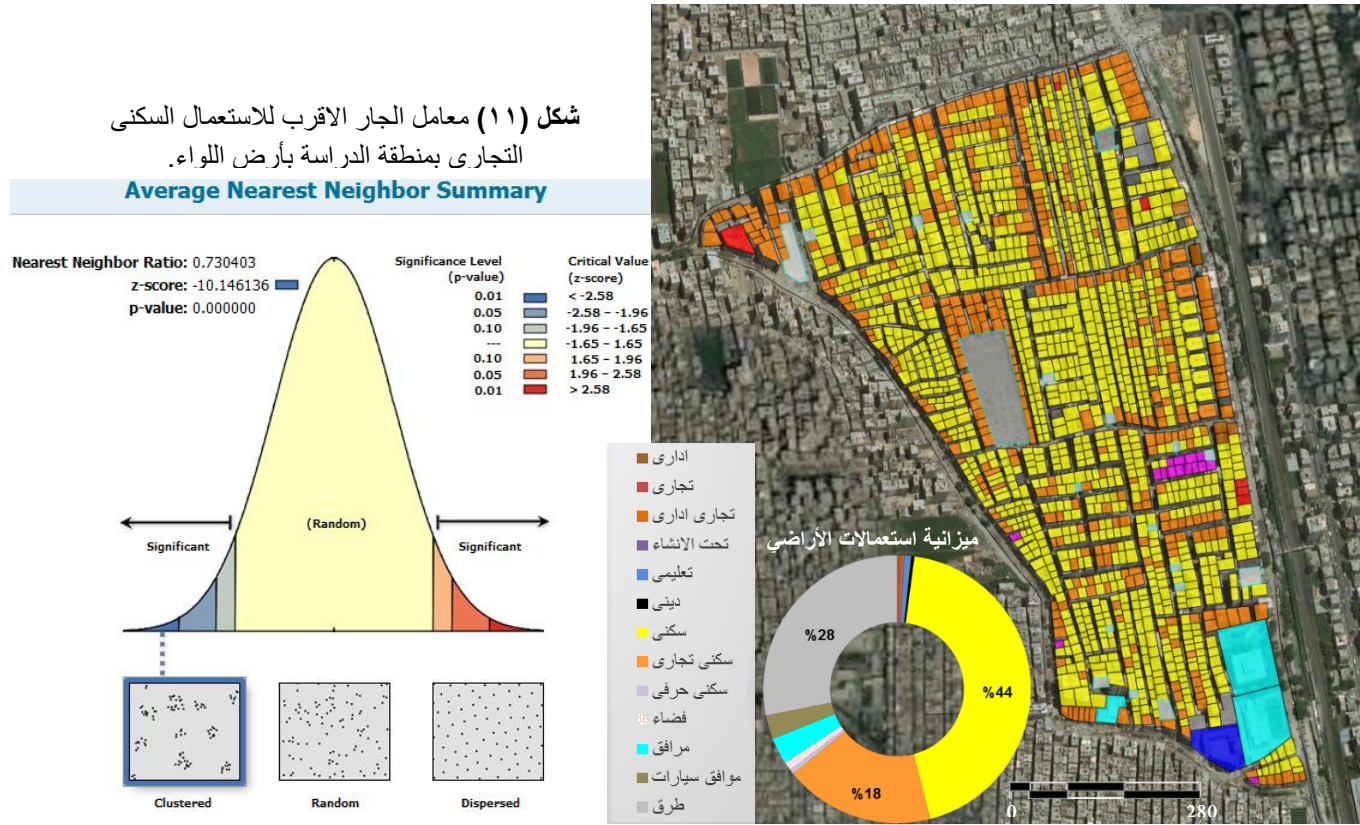 شكل (١١) معامل الجار الاقرب للاستعمال السكنى
التجارى بمنطقة الدراسة بأرض اللواء.
Average Nearest Neighbor Summary
Nearest Neighbor Ratio: 0.730403
z-score: -10.146136
p-value: 0.000000
Significance Level
(p-value)
Critical Value
(z-score)
0.01 < -2.58
0.05 -2.58 - -1.96
0.10 -1.96 - -1.65
--- -1.65 - 1.65
0.10 1.65 - 1.96
0.05 1.96 - 2.58
0.01 > 2.58
(Random)
Significant
Significant
Clustered
Random
Dispersed
ادارى
تجارى
تجارى ادارى
تحت الانشاء
تعليمى
دينى
سكنى
سكنى تجارى
سكنى حرفى
فضاء
مرافق
مواقف سيارات
طرق
ميزانية استعمالات الأراضي
%28
%44
%18
0
280